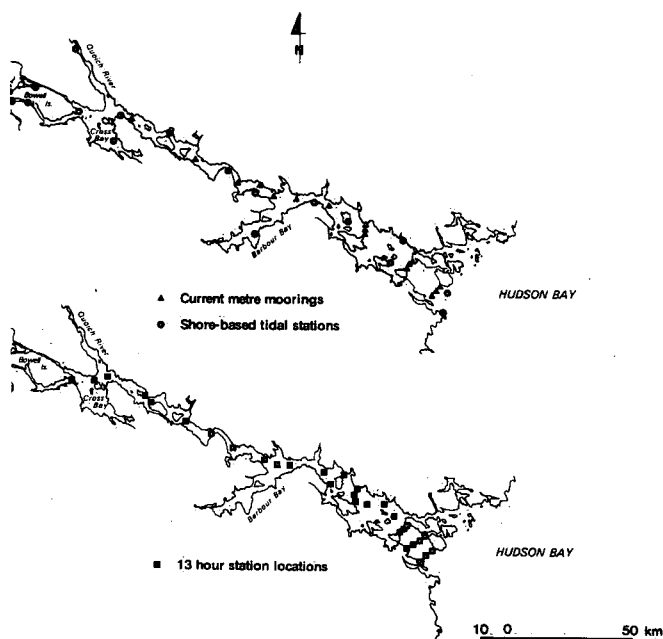 N
Quoich River
Bowell
Is.
Cross
Bay
Barbour Bay
HUDSON BAY
▲ Current metre moorings
● Shore-based tidal stations
Quoich River
Bowell
Is.
Cross
Bay
Barbour Bay
HUDSON BAY
■ 13 hour station locations
10 0 50 km